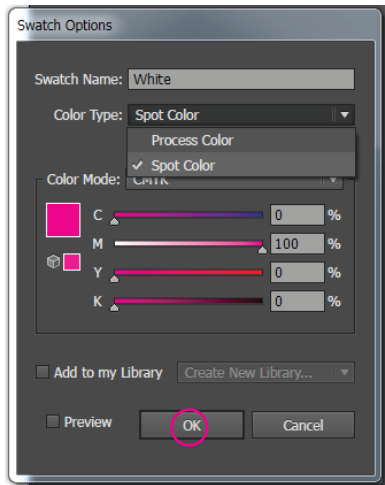 Swatch Options
Swatch Name: White
Color Type: Spot Color
Process Color
✓ Spot Color
Color Mode: CMYK
C 0 %
M 100 %
Y 0 %
K 0 %
Add to my Library Create New Library...
Preview OK Cancel